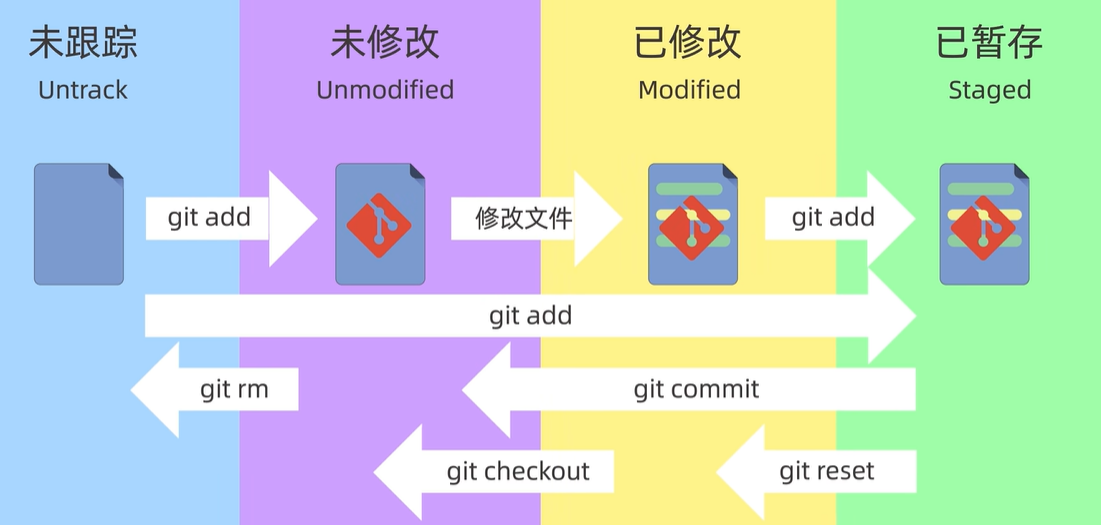 未跟踪
未修改
已修改
已暂存
Untrack
Unmodified
Modified
Staged
git add
修改文件
git add
git add
git rm
git commit
git checkout
git reset